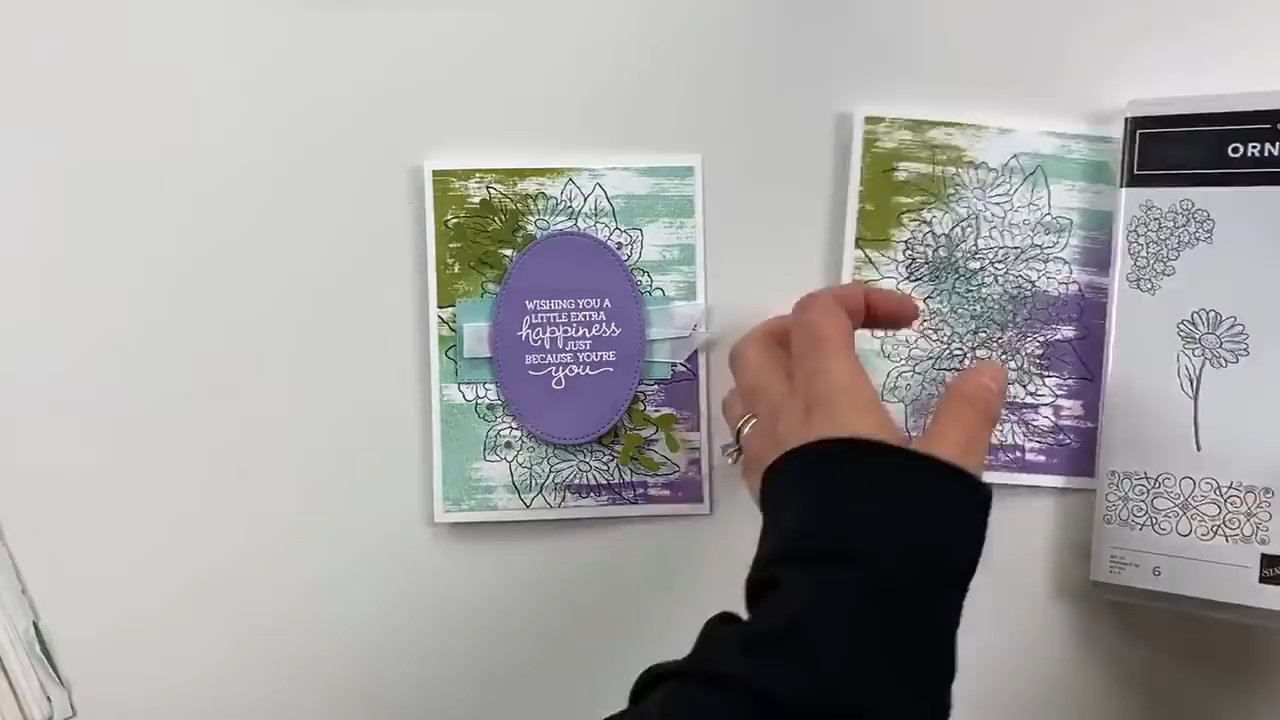 WISHING YOU A
LITTLE EXTRA
happiness
JUST
BECAUSE YOU'RE
you
ORN
6